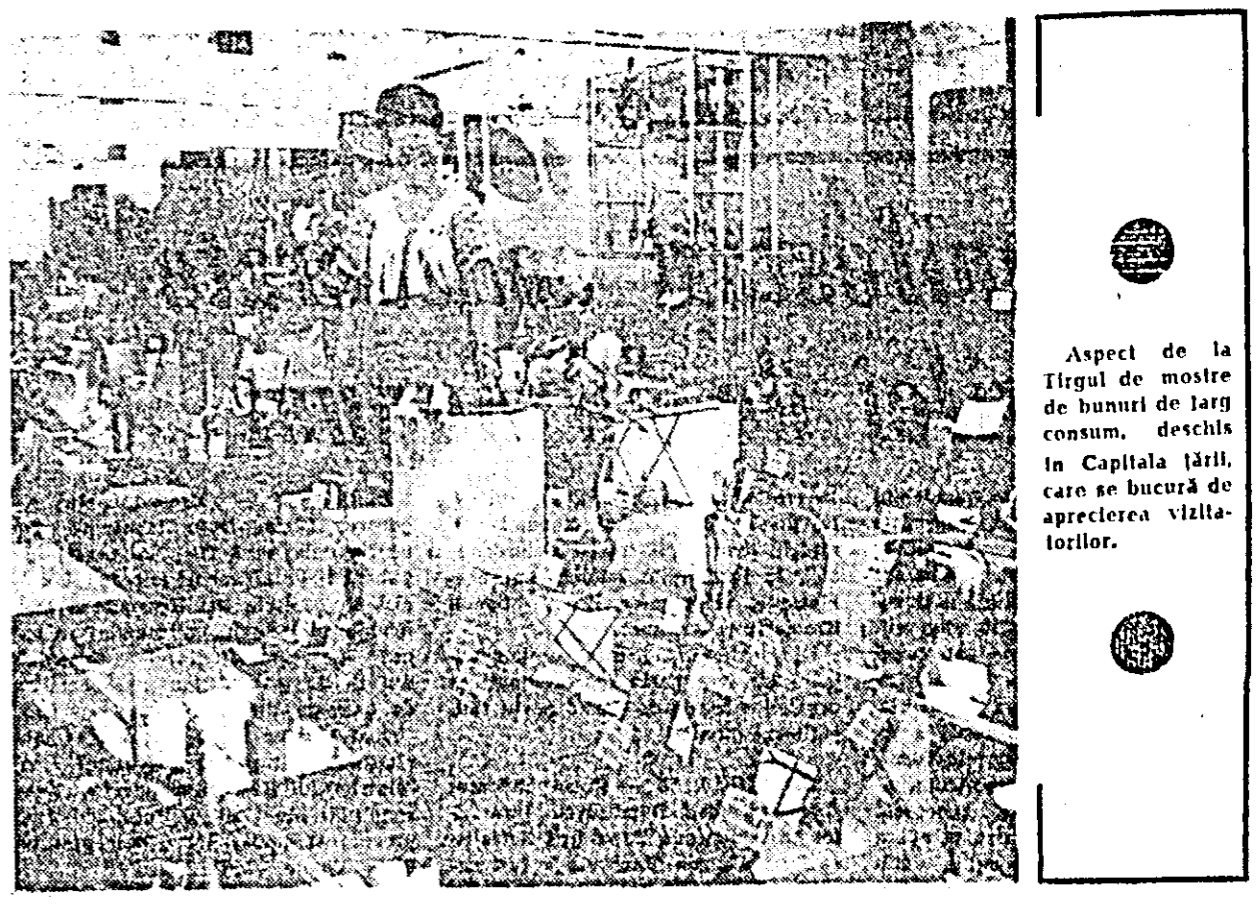 Aspect de la
Tîrgul de mostre
de bunuri de larg
consum, deschis
în Capitala țării,
care se bucură de
aprecierea vizita-
torilor.